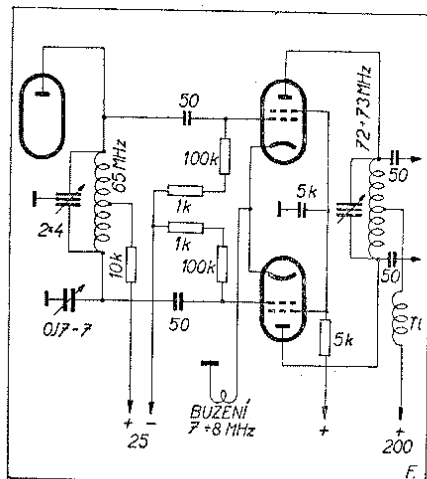 50
100k
65 MHz
1k
2×4
1k
10k
100k
0,17-7
50
5k
72÷73MHz
50
50
5k
Tl
BUZENÍ
7÷8 MHz
+ −
25
+
+
200
F.